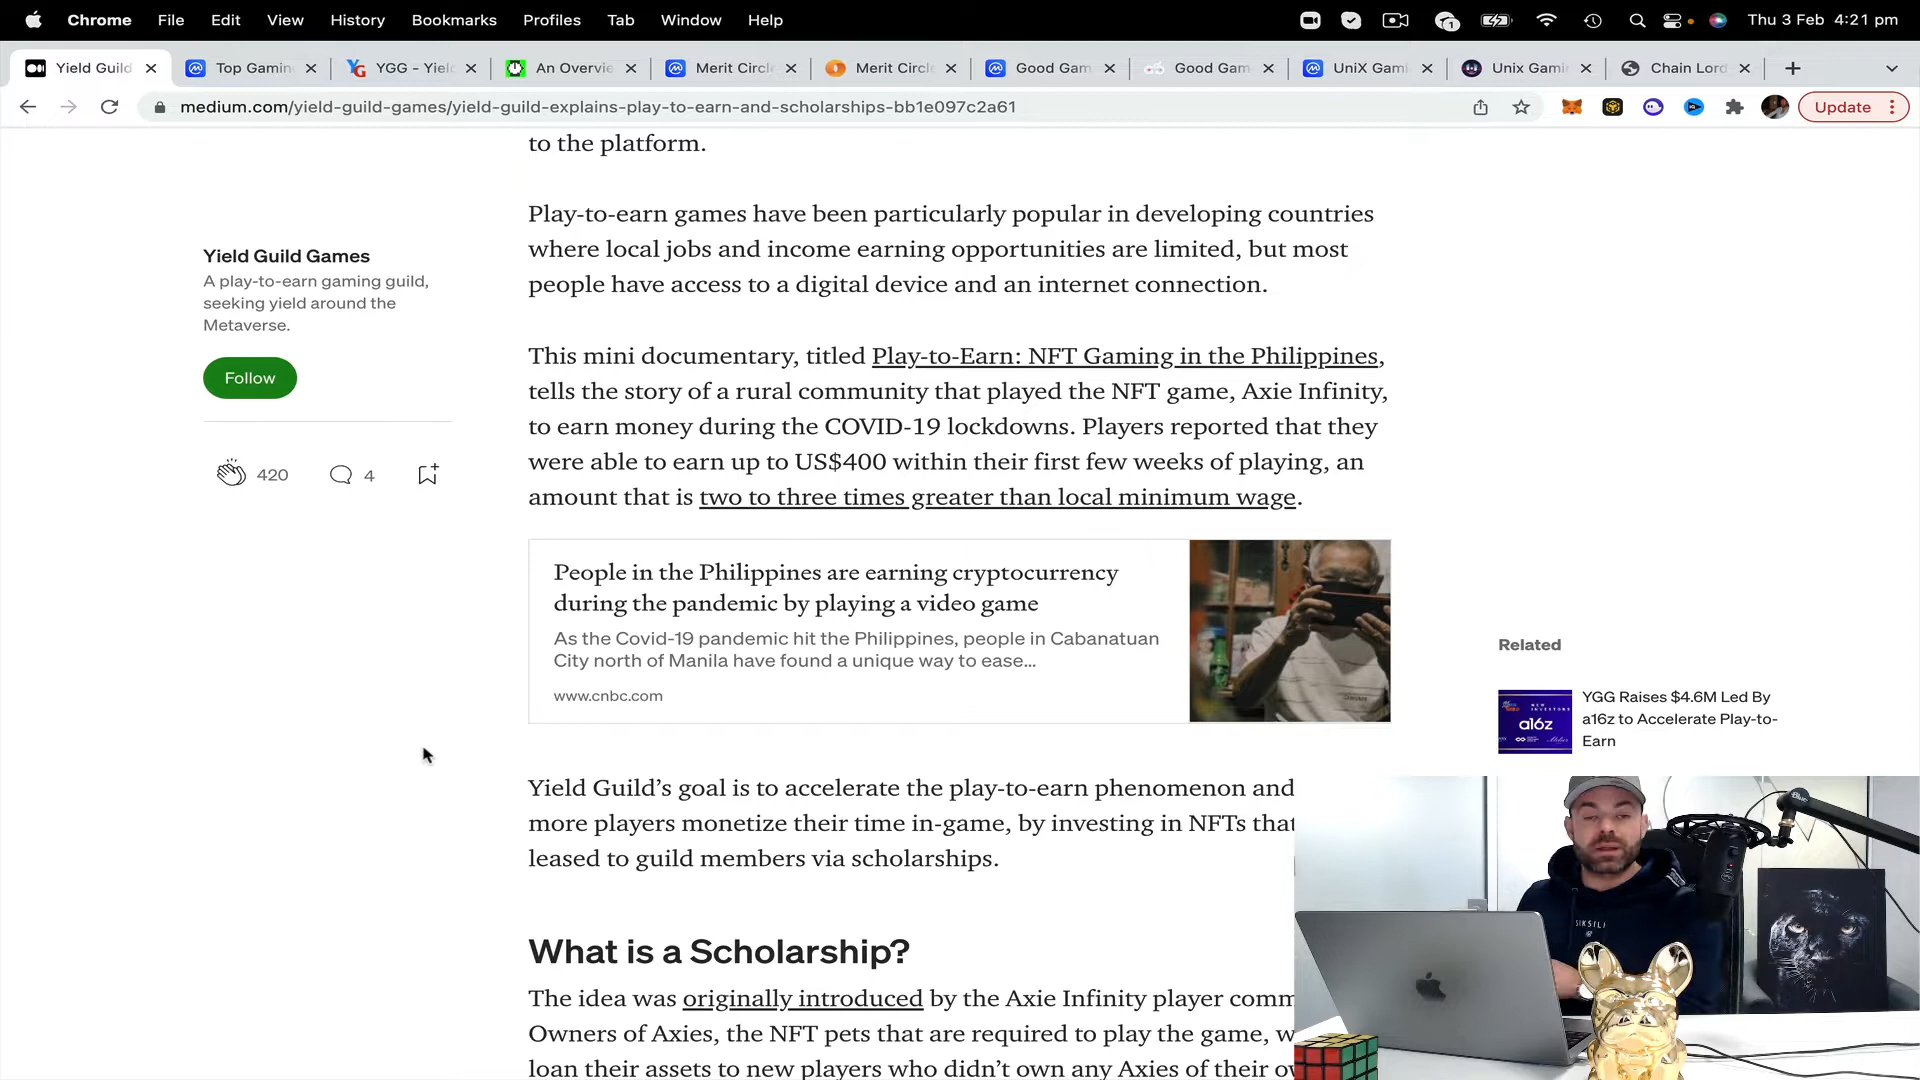 Chrome File Edit View History Bookmarks Profiles Tab Window Help
1
Thu 3 Feb 4:21 pm
Yield Guild
Top Gamin
YGG - Yiel
An Overvie
Merit Circl
Merit Circl
Good Gam
Good Gam
UniX Gami
Unix Gami
Chain Lord
medium.com/yield-guild-games/yield-guild-explains-play-to-earn-and-scholarships-bb1e097c2a61
Update
to the platform.
Play-to-earn games have been particularly popular in developing countries
where local jobs and income earning opportunities are limited, but most
people have access to a digital device and an internet connection.
Yield Guild Games
A play-to-earn gaming guild,
seeking yield around the
Metaverse.
Follow
420
4
This mini documentary, titled Play-to-Earn: NFT Gaming in the Philippines,
tells the story of a rural community that played the NFT game, Axie Infinity,
to earn money during the COVID-19 lockdowns. Players reported that they
were able to earn up to US$400 within their first few weeks of playing, an
amount that is two to three times greater than local minimum wage.
People in the Philippines are earning cryptocurrency
during the pandemic by playing a video game
As the Covid-19 pandemic hit the Philippines, people in Cabanatuan
City north of Manila have found a unique way to ease...
www.cnbc.com
Related
a16z
YGG Raises $4.6M Led By
a16z to Accelerate Play-to-
Earn
Yield Guild’s goal is to accelerate the play-to-earn phenomenon and
more players monetize their time in-game, by investing in NFTs that
leased to guild members via scholarships.
What is a Scholarship?
The idea was originally introduced by the Axie Infinity player comm
Owners of Axies, the NFT pets that are required to play the game, w
loan their assets to new players who didn’t own any Axies of their o